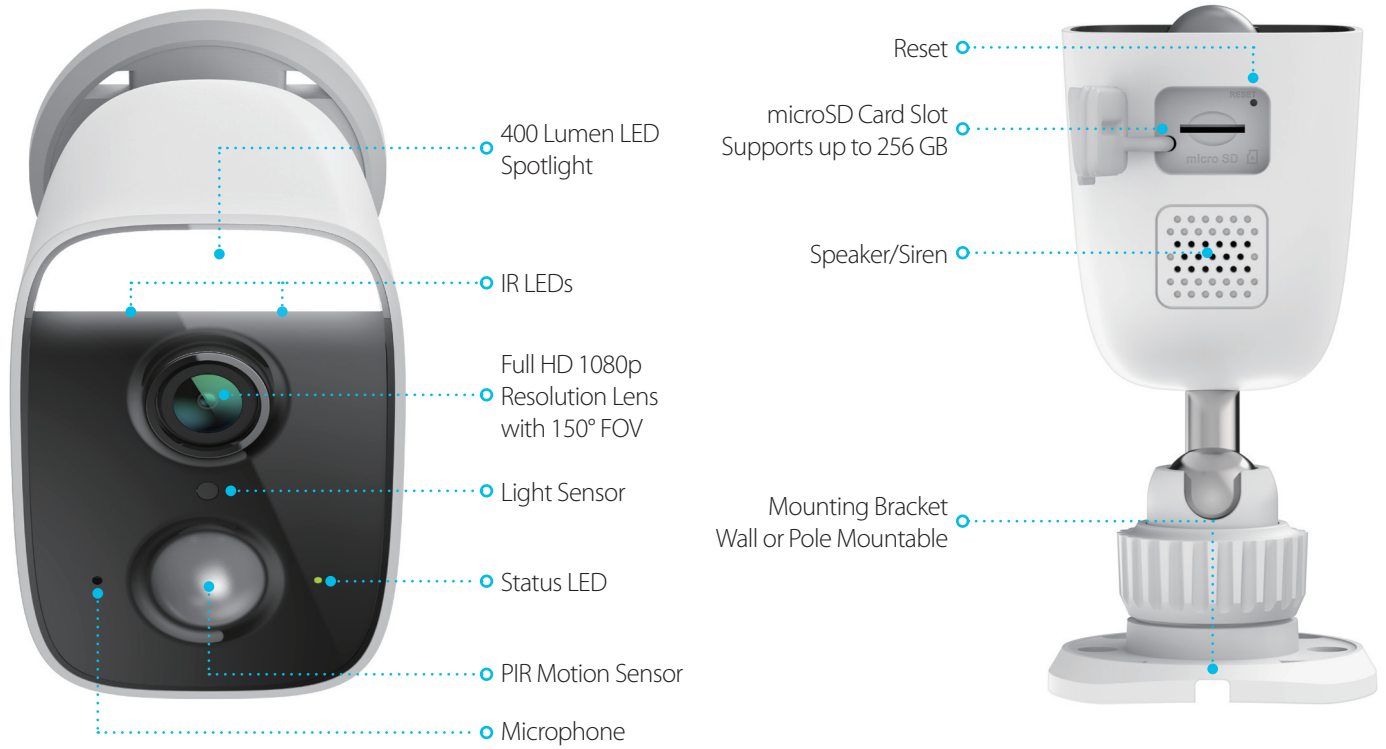 400 Lumen LED
Spotlight
IR LEDs
Full HD 1080p
Resolution Lens
with 150° FOV
Light Sensor
Status LED
PIR Motion Sensor
Microphone
Reset
RESET
microSD Card Slot
Supports up to 256 GB
micro SD
Speaker/Siren
Mounting Bracket
Wall or Pole Mountable